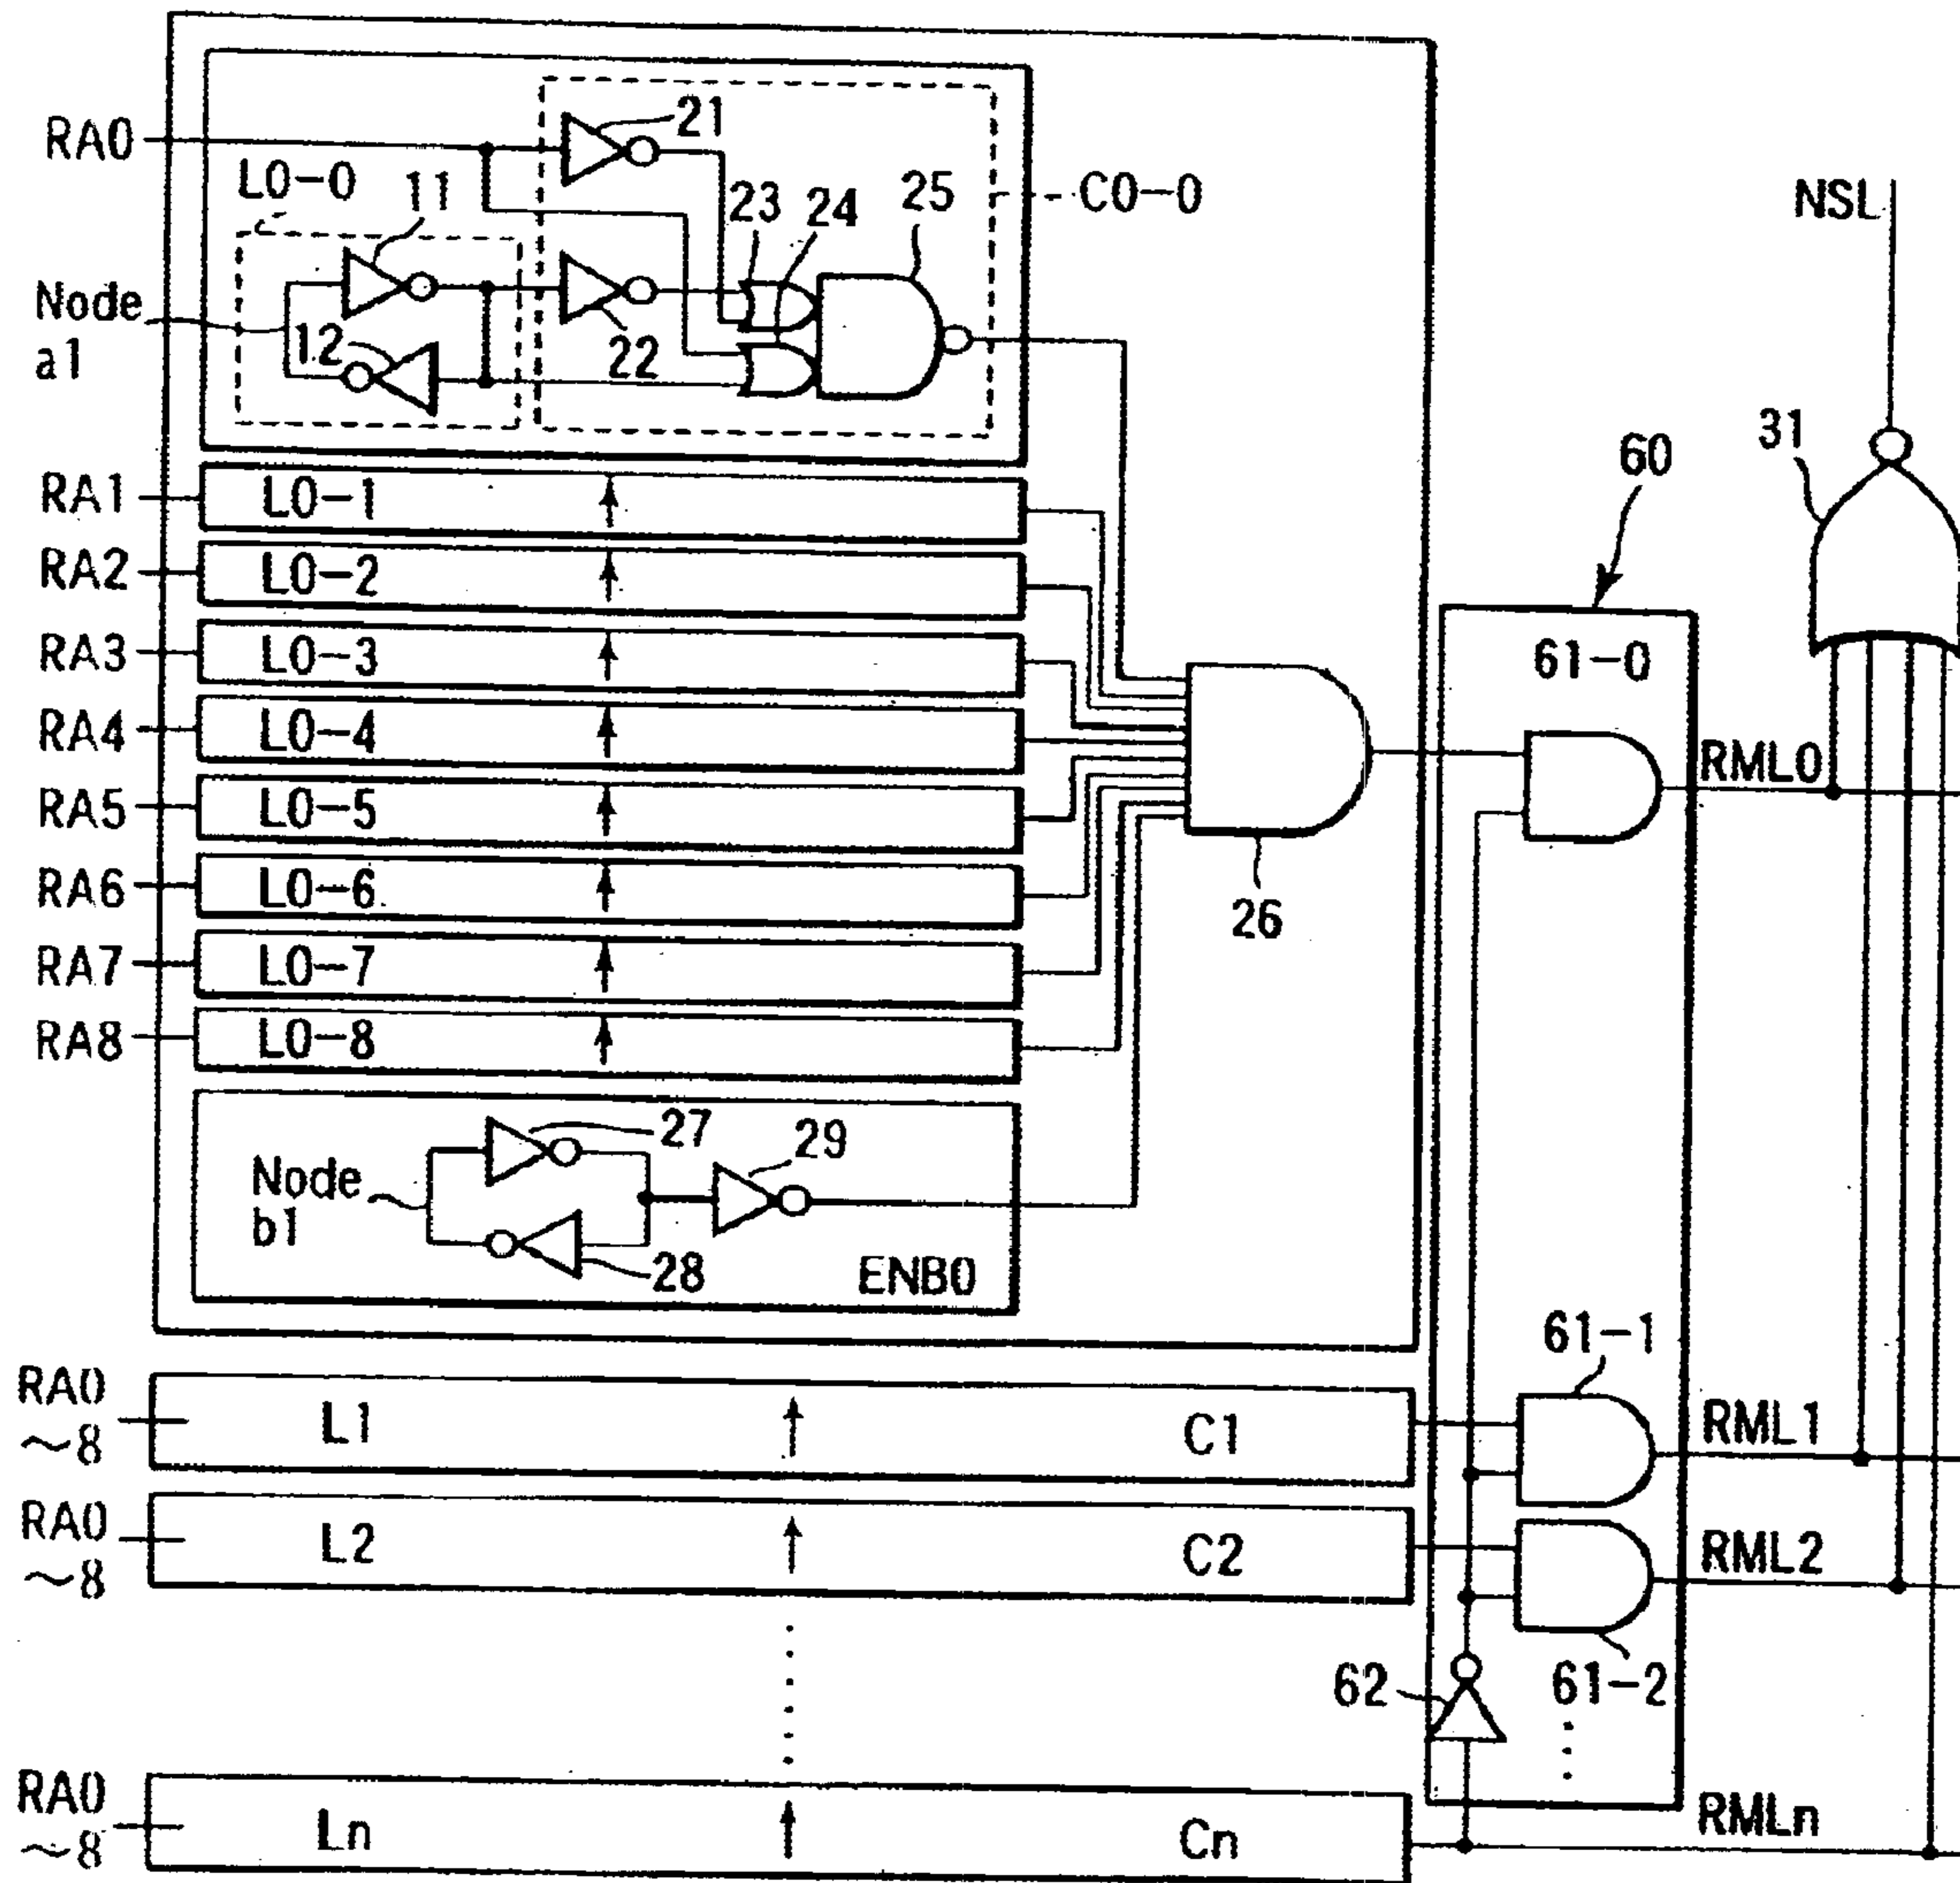 RA0
21
L0-0
11
23
24
25
C0-0
NSL
Node
a1
12
22
31
60
RA1
L0-1
RA2
L0-2
RA3
L0-3
61-0
RA4
L0-4
RML0
RA5
L0-5
RA6
L0-6
26
RA7
L0-7
RA8
L0-8
27
29
Node
b1
28
ENB0
61-1
RA0
~8
L1
C1
RML1
RA0
~8
L2
C2
RML2
62
61-2
RA0
~8
Ln
Cn
RMLn